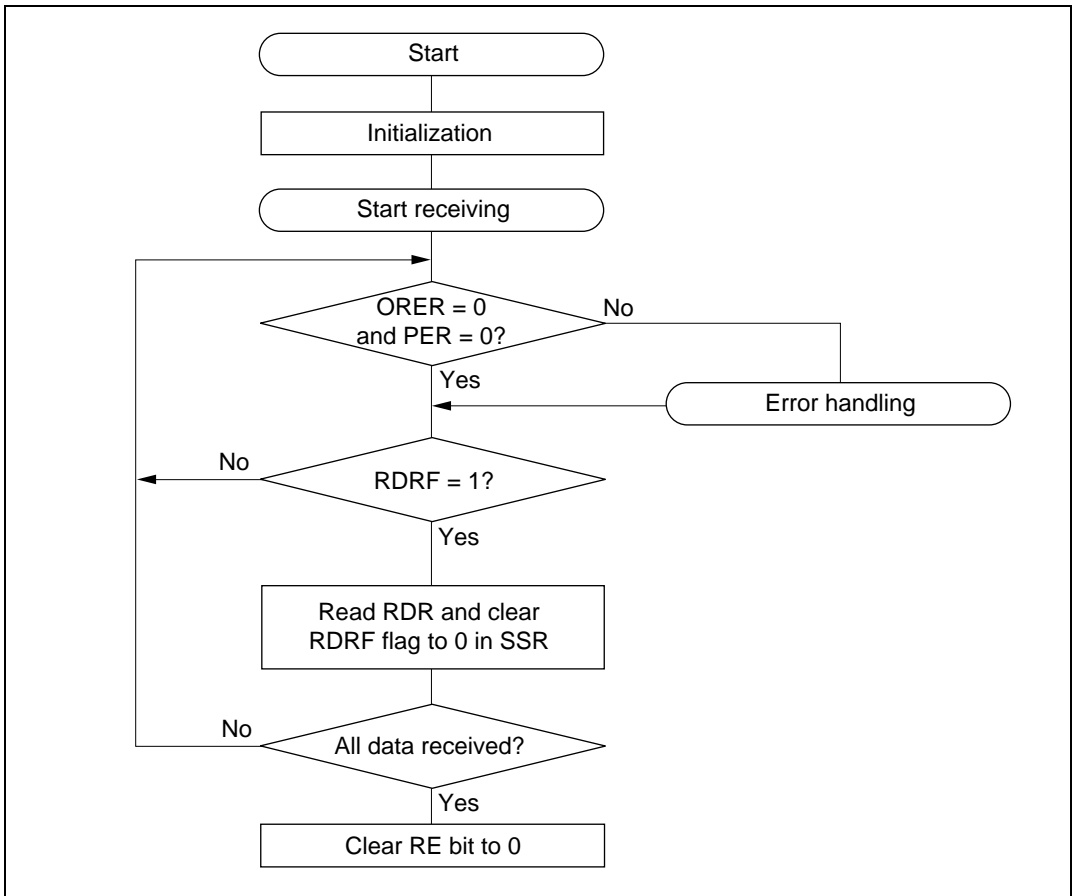 Start
Initialization
Start receiving
ORER = 0
and PER = 0?
No
Yes
Error handling
No
RDRF = 1?
Yes
Read RDR and clear
RDRF flag to 0 in SSR
No
All data received?
Yes
Clear RE bit to 0